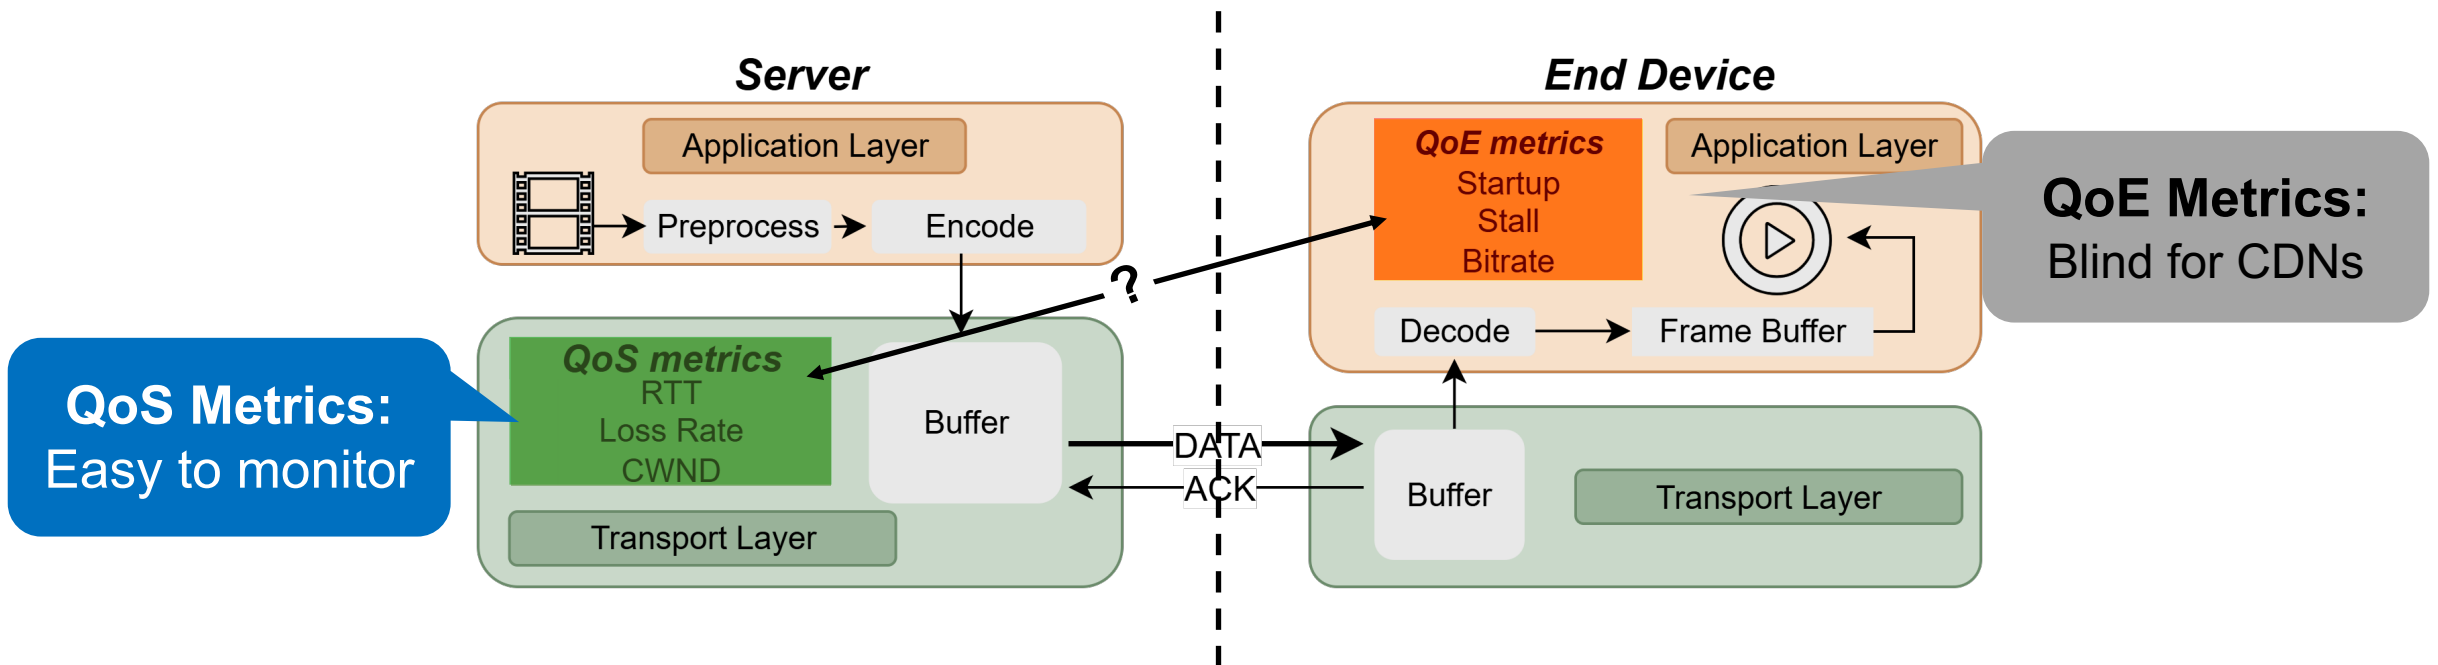 Server
End Device
Application Layer
Preprocess
Encode
QoS metrics
RTT
Loss Rate
CWND
Buffer
Transport Layer
QoS Metrics:
Easy to monitor
?
DATA
ACK
QoE metrics
Startup
Stall
Bitrate
Application Layer
Decode
Frame Buffer
Buffer
Transport Layer
QoE Metrics:
Blind for CDNs